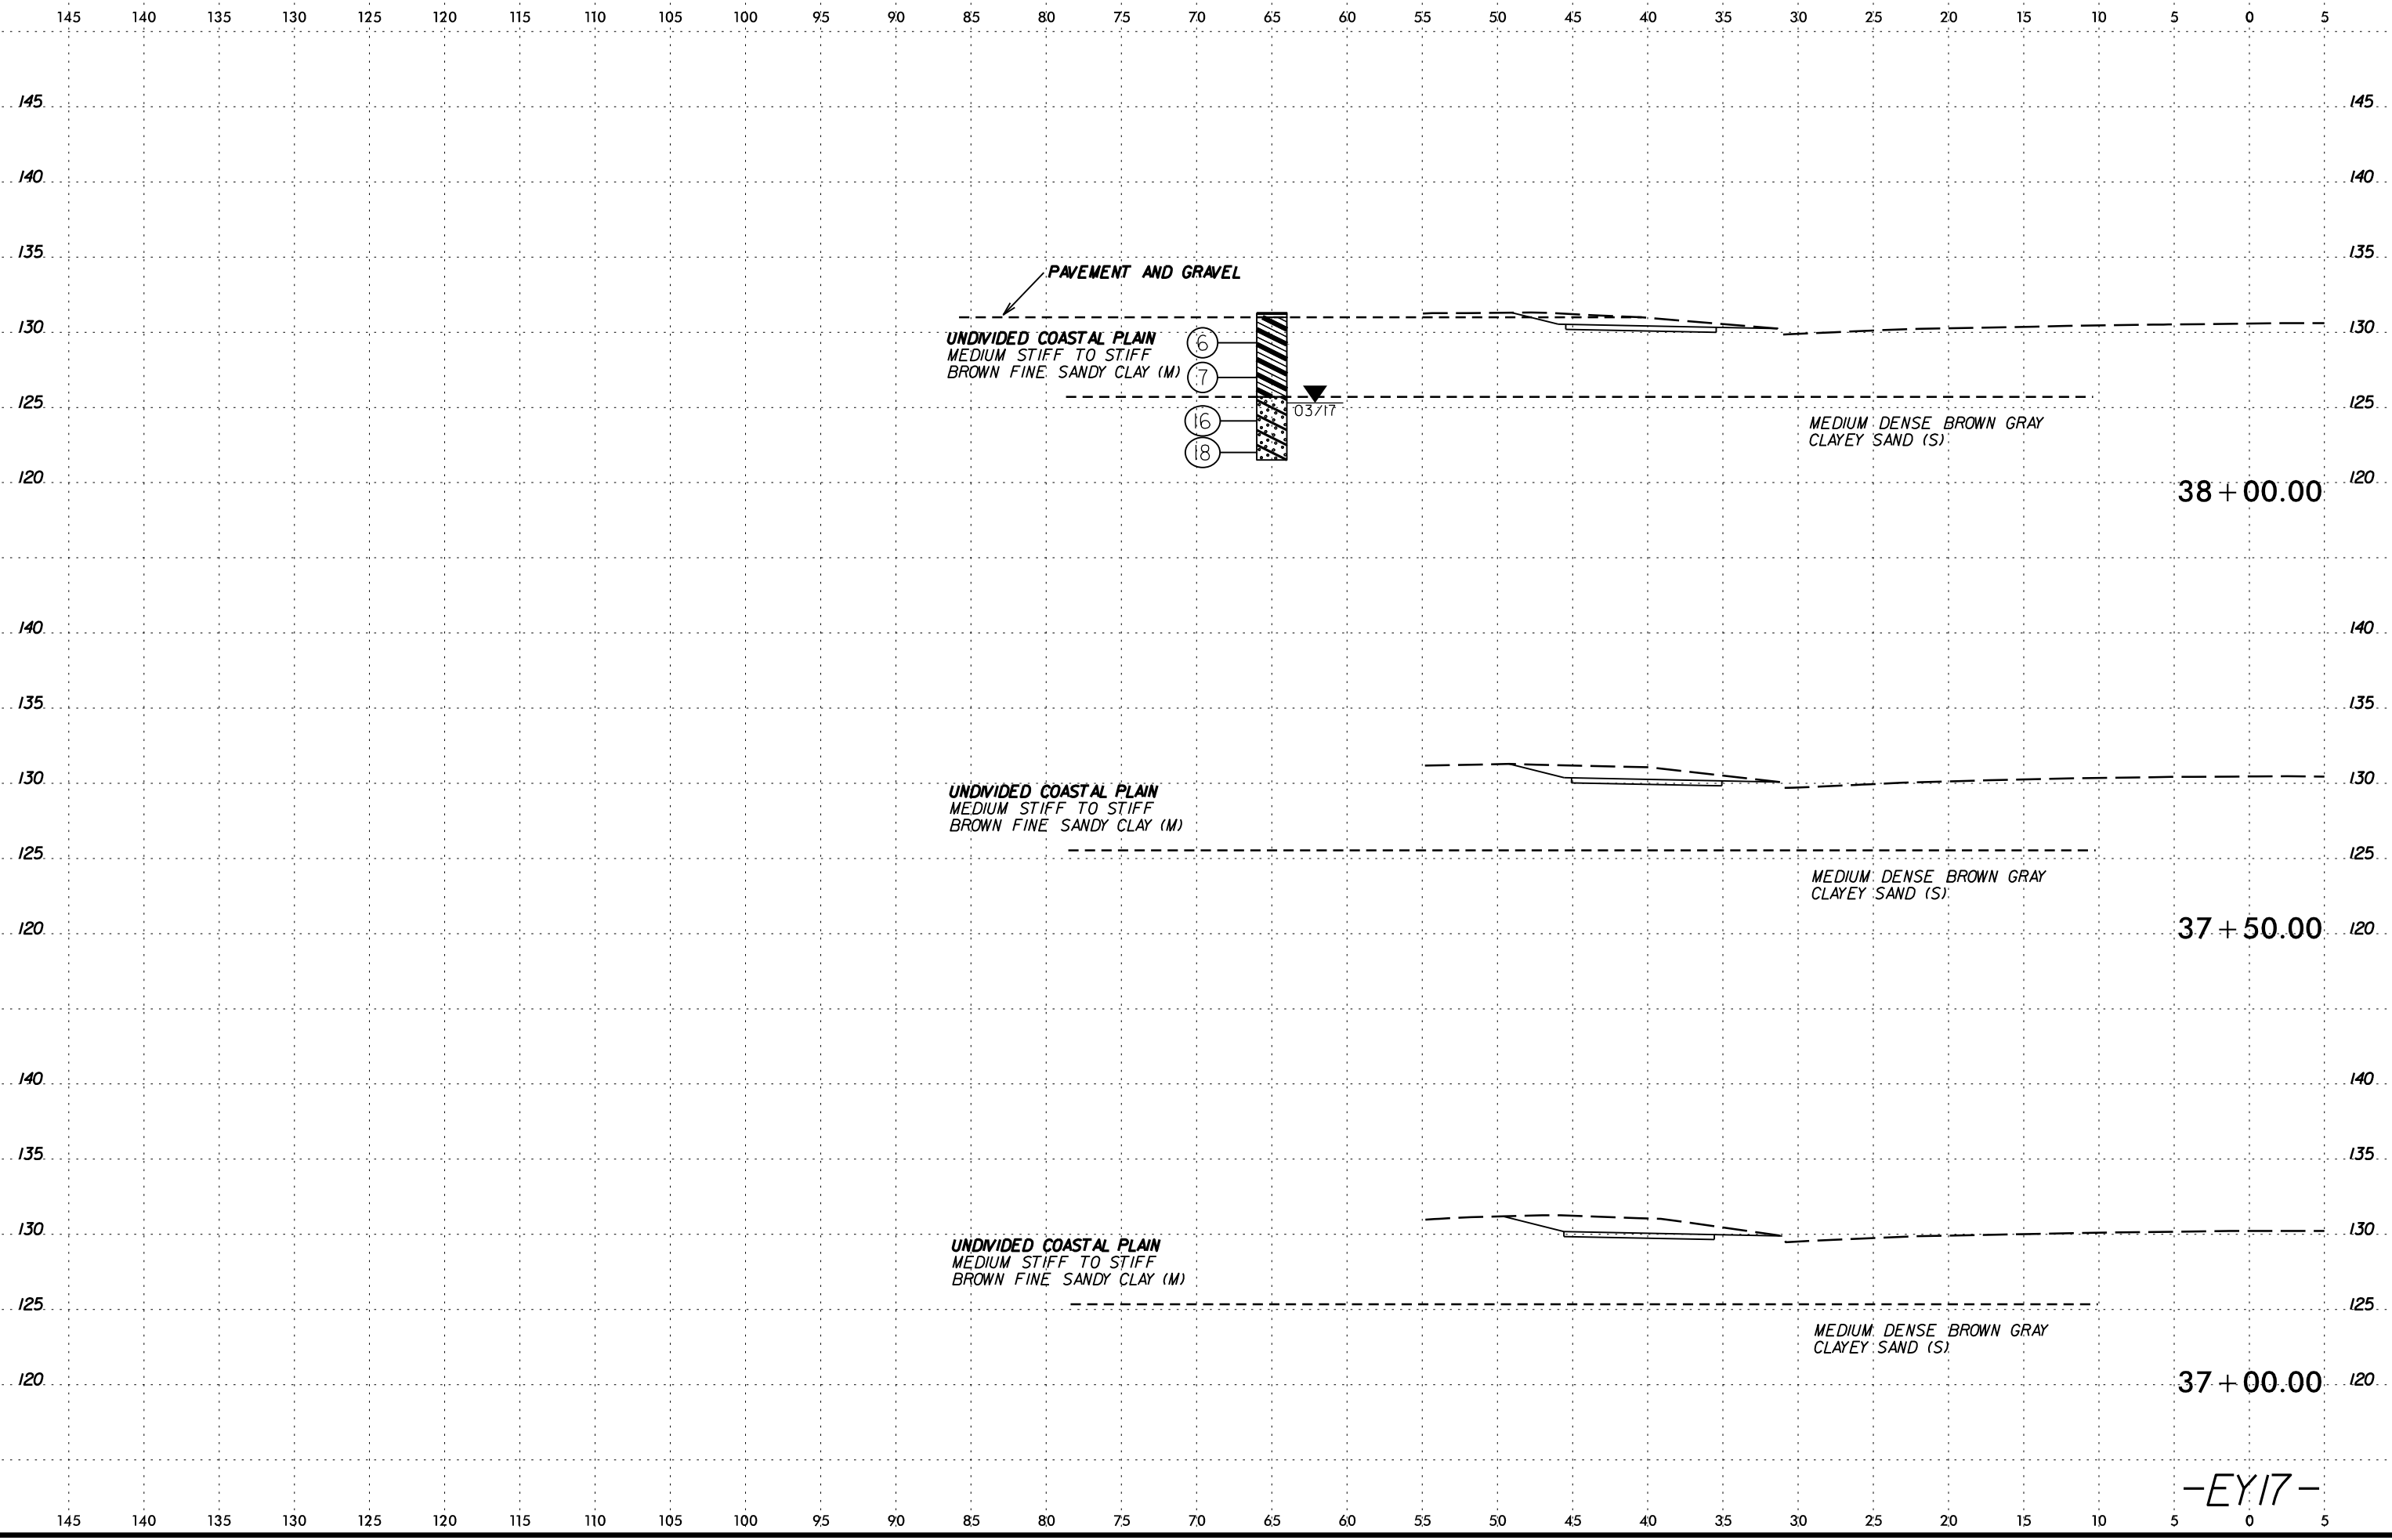 145 140 135 130 125 120 115 110 105 100 95 90 85 80 75 70 65 60 55 50 45 40 35 30 25 20 15 10 5 0 5
145 145
140 140
135 135
PAVEMENT AND GRAVEL
130 130
UNDIVIDED COASTAL PLAIN
MEDIUM STIFF TO STIFF
BROWN FINE SANDY CLAY (M)
6
7
125 125
03/17
16
18
MEDIUM DENSE BROWN GRAY
CLAYEY SAND (S)
120 120
38+00.00
140 140
135 135
130 130
UNDIVIDED COASTAL PLAIN
MEDIUM STIFF TO STIFF
BROWN FINE SANDY CLAY (M)
125 125
MEDIUM DENSE BROWN GRAY
CLAYEY SAND (S)
120 37+50.00 120
140 140
135 135
130 130
UNDIVIDED COASTAL PLAIN
MEDIUM STIFF TO STIFF
BROWN FINE SANDY CLAY (M)
125 125
MEDIUM DENSE BROWN GRAY
CLAYEY SAND (S)
120 37+00.00 120
-EY17-
145 140 135 130 125 120 115 110 105 100 95 90 85 80 75 70 65 60 55 50 45 40 35 30 25 20 15 10 5 0 5